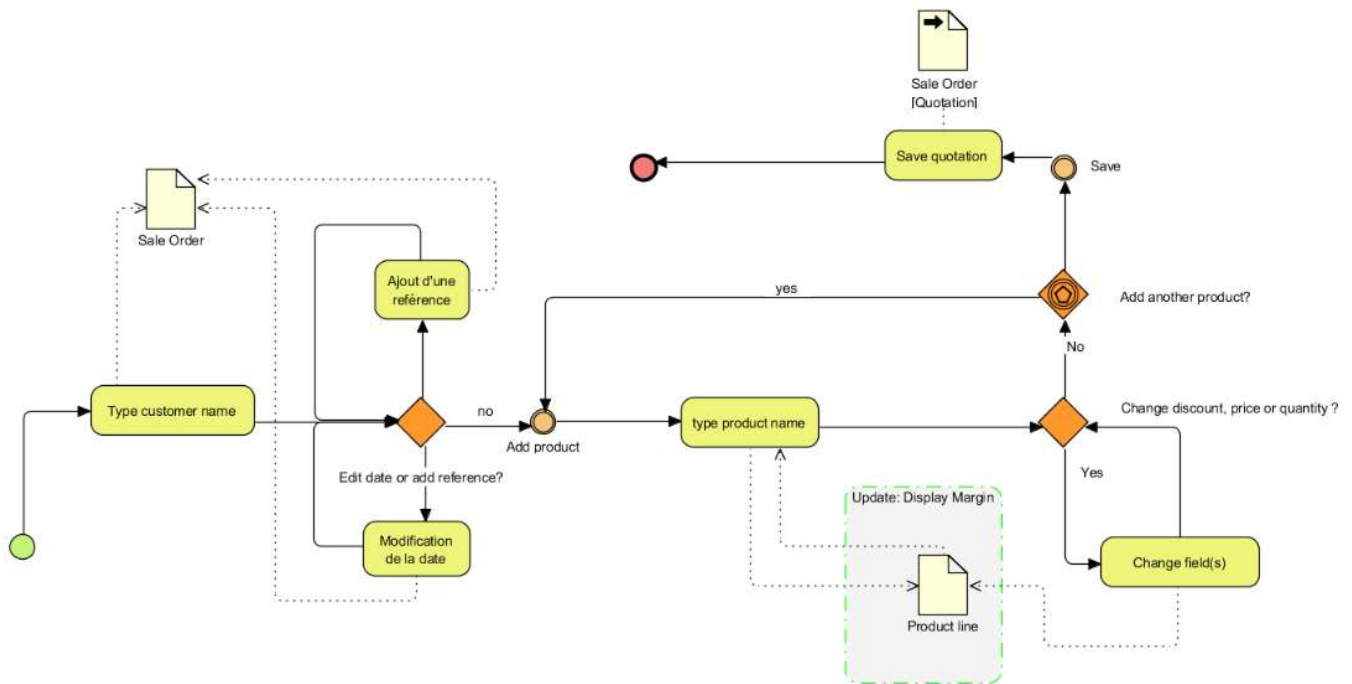 Sale Order
[Quotation]
Save quotation
Save
Sale Order
Ajout d'une
reférence
yes
Add another product?
No
Type customer name
no
Add product
type product name
Change discount, price or quantity ?
Edit date or add reference?
Yes
Update: Display Margin
Modification
de la date
Change field(s)
Product line